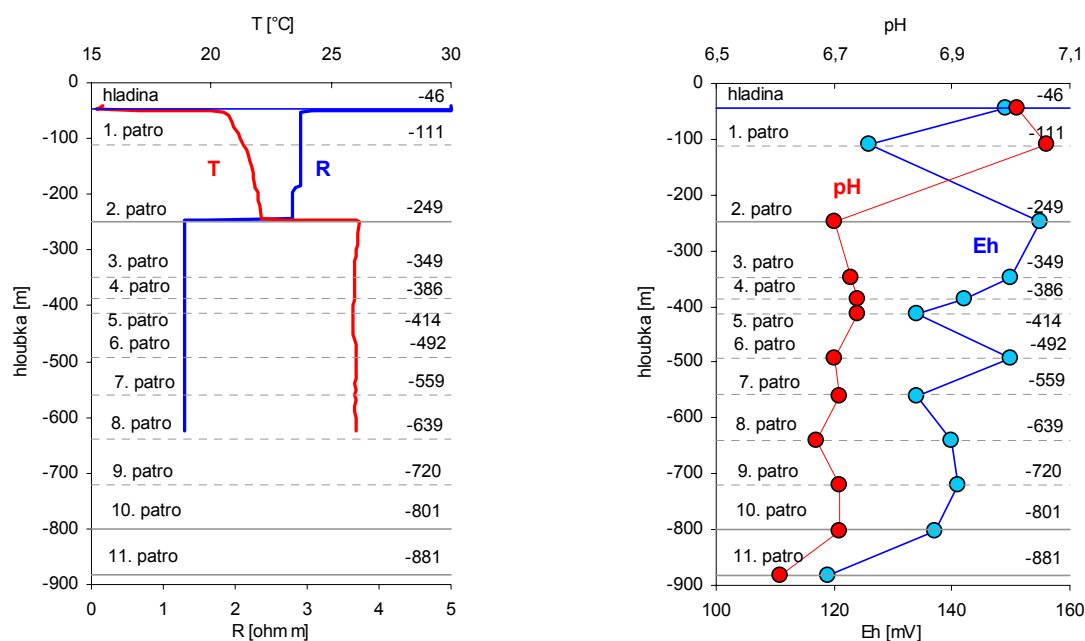 T [°C]
15 20 25 30
0
-100
-200
-300
-400
-500
-600
-700
-800
-900
hloubka [m]
hladina -46
1. patro -111
T R
2. patro -249
3. patro -349
4. patro -386
5. patro -414
6. patro -492
7. patro -559
8. patro -639
9. patro -720
10. patro -801
11. patro -881
0 1 2 3 4 5
R [ohm m]
pH
6,5 6,7 6,9 7,1
0
-100
-200
-300
-400
-500
-600
-700
-800
-900
hloubka [m]
hladina -46
1. patro -111
pH
2. patro -249
Eh
3. patro -349
4. patro -386
5. patro -414
6. patro -492
7. patro -559
8. patro -639
9. patro -720
10. patro -801
11. patro -881
100 120 140 160
Eh [mV]